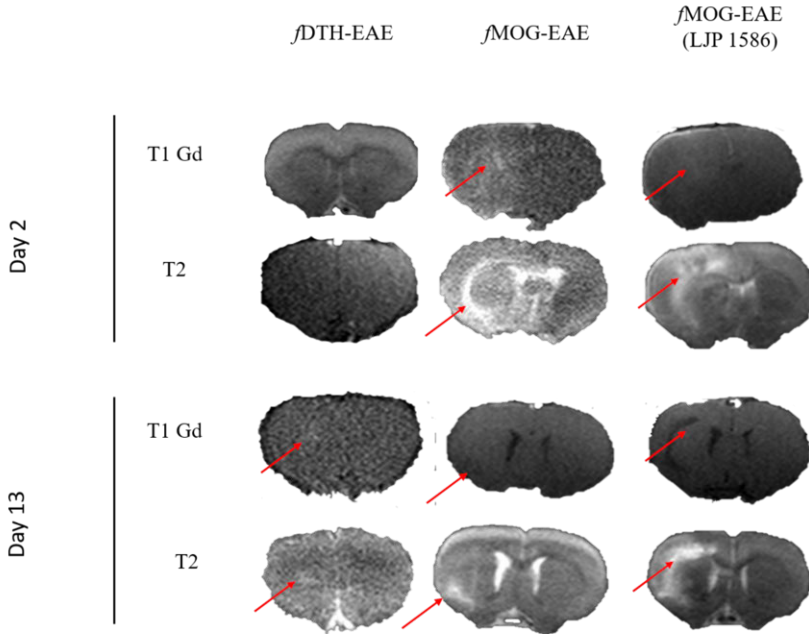 fDTH-EAE
fMOG-EAE
fMOG-EAE
(LJP 1586)
Day 2
T1 Gd
T2
Day 13
T1 Gd
T2